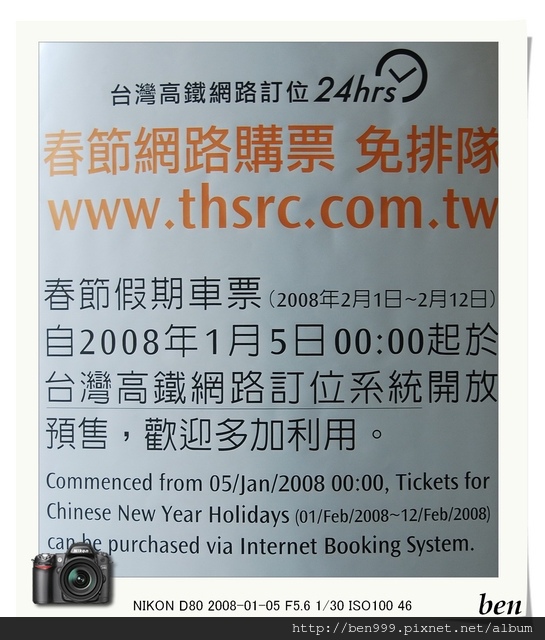 台灣高鐵網路訂位24hrs
春節網路購票 免排隊
www.thsrc.com.tw
春節假期車票(2008年2月1日~2月12日)
自2008年1月5日00:00起於
台灣高鐵網路訂位系統開放
預售，歡迎多加利用。
Commenced from 05/Jan/2008 00:00, Tickets for
Chinese New Year Holidays (01/Feb/2008~12/Feb/2008)
can be purchased via Internet Booking System.
Nikon
NIKON D80 2008-01-05 F5.6 1/30 ISO100 46
ben
http://ben999.pixnet.net/album